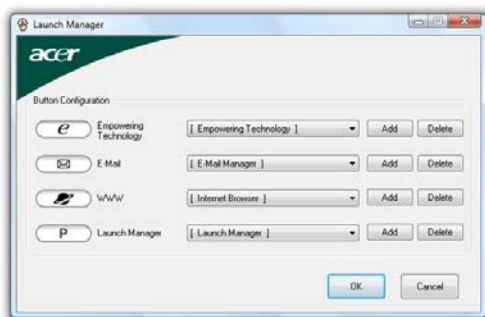 Launch Manager
acer
Button Configuration
e Empowering Technology [ Empowering Technology ] Add Delete
E-Mail [ E-Mail Manager ] Add Delete
WWW [ Internet Browser ] Add Delete
P Launch Manager [ Launch Manager ] Add Delete
OK Cancel